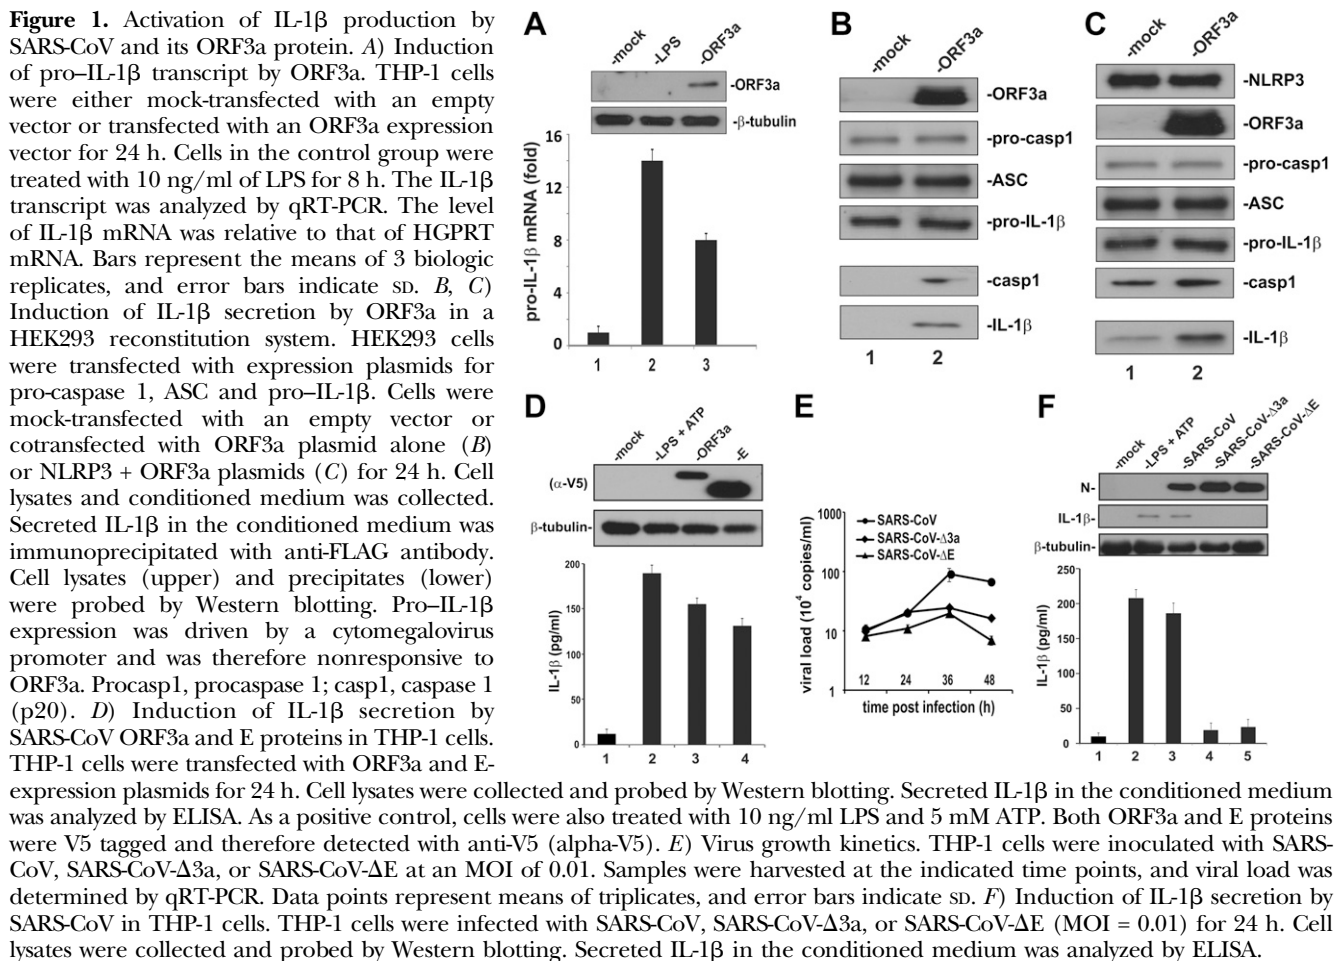 Figure 1. Activation of IL-1β production by
SARS-CoV and its ORF3a protein. A) Induction
of pro–IL-1β transcript by ORF3a. THP-1 cells
were either mock-transfected with an empty
vector or transfected with an ORF3a expression
vector for 24 h. Cells in the control group were
treated with 10 ng/ml of LPS for 8 h. The IL-1β
transcript was analyzed by qRT-PCR. The level
of IL-1β mRNA was relative to that of HGPRT
mRNA. Bars represent the means of 3 biologic
replicates, and error bars indicate SD. B, C)
Induction of IL-1β secretion by ORF3a in a
HEK293 reconstitution system. HEK293 cells
were transfected with expression plasmids for
pro-caspase 1, ASC and pro–IL-1β. Cells were
mock-transfected with an empty vector or
cotransfected with ORF3a plasmid alone (B)
or NLRP3 + ORF3a plasmids (C) for 24 h. Cell
lysates and conditioned medium was collected.
Secreted IL-1β in the conditioned medium was
immunoprecipitated with anti-FLAG antibody.
Cell lysates (upper) and precipitates (lower)
were probed by Western blotting. Pro–IL-1β
expression was driven by a cytomegalovirus
promoter and was therefore nonresponsive to
ORF3a. Procasp1, procaspase 1; casp1, caspase 1
(p20). D) Induction of IL-1β secretion by
SARS-CoV ORF3a and E proteins in THP-1 cells.
THP-1 cells were transfected with ORF3a and E-
expression plasmids for 24 h. Cell lysates were collected and probed by Western blotting. Secreted IL-1β in the conditioned medium
was analyzed by ELISA. As a positive control, cells were also treated with 10 ng/ml LPS and 5 mM ATP. Both ORF3a and E proteins
were V5 tagged and therefore detected with anti-V5 (alpha-V5). E) Virus growth kinetics. THP-1 cells were inoculated with SARS-
CoV, SARS-CoV-Δ3a, or SARS-CoV-ΔE at an MOI of 0.01. Samples were harvested at the indicated time points, and viral load was
determined by qRT-PCR. Data points represent means of triplicates, and error bars indicate SD. F) Induction of IL-1β secretion by
SARS-CoV in THP-1 cells. THP-1 cells were infected with SARS-CoV, SARS-CoV-Δ3a, or SARS-CoV-ΔE (MOI = 0.01) for 24 h. Cell
lysates were collected and probed by Western blotting. Secreted IL-1β in the conditioned medium was analyzed by ELISA.
A
-mock
-LPS
-ORF3a
-ORF3a
-β-tubulin
pro-IL-1β mRNA (fold)
16
12
8
4
0
1 2 3
B
-mock
-ORF3a
-ORF3a
-pro-casp1
-ASC
-pro-IL-1β
-casp1
-IL-1β
1 2
C
-mock
-ORF3a
-NLRP3
-ORF3a
-pro-casp1
-ASC
-pro-IL-1β
-casp1
-IL-1β
1 2
D
-mock
-LPS + ATP
-ORF3a
-E
(α-V5)
β-tubulin-
IL-1β (pg/ml)
200
150
100
50
0
1 2 3 4
E
viral load (10⁴ copies/ml)
1000
100
10
1
SARS-CoV
SARS-CoV-Δ3a
SARS-CoV-ΔE
12 24 36 48
time post infection (h)
F
-mock
-LPS + ATP
-SARS-CoV
-SARS-CoV-Δ3a
-SARS-CoV-ΔE
N-
IL-1β-
β-tubulin-
IL-1β (pg/ml)
250
200
150
100
50
0
1 2 3 4 5